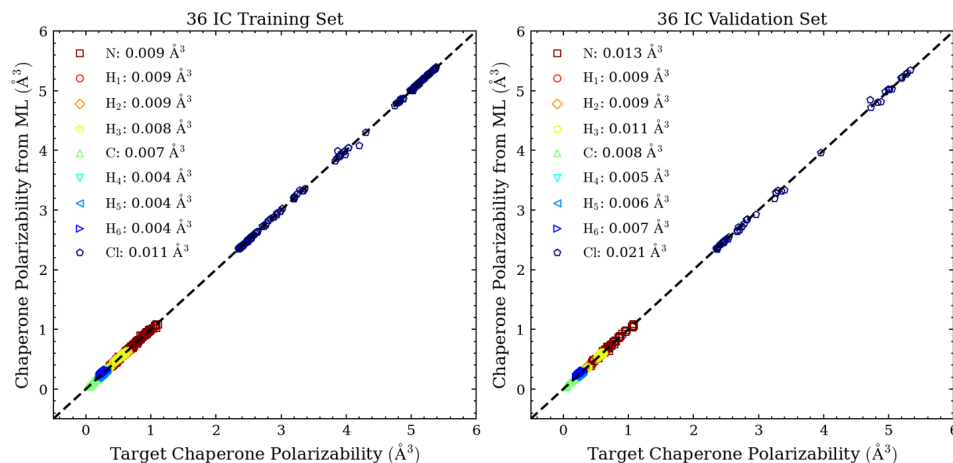 36 IC Training Set
Chaperone Polarizability from ML (Å³)
6
5
4
3
2
1
0
N: 0.009 Å³
H₁: 0.009 Å³
H₂: 0.009 Å³
H₃: 0.008 Å³
C: 0.007 Å³
H₄: 0.004 Å³
H₅: 0.004 Å³
H₆: 0.004 Å³
Cl: 0.011 Å³
0 1 2 3 4 5 6
Target Chaperone Polarizability (Å³)
36 IC Validation Set
Chaperone Polarizability from ML (Å³)
6
5
4
3
2
1
0
N: 0.013 Å³
H₁: 0.009 Å³
H₂: 0.009 Å³
H₃: 0.011 Å³
C: 0.008 Å³
H₄: 0.005 Å³
H₅: 0.006 Å³
H₆: 0.007 Å³
Cl: 0.021 Å³
0 1 2 3 4 5 6
Target Chaperone Polarizability (Å³)